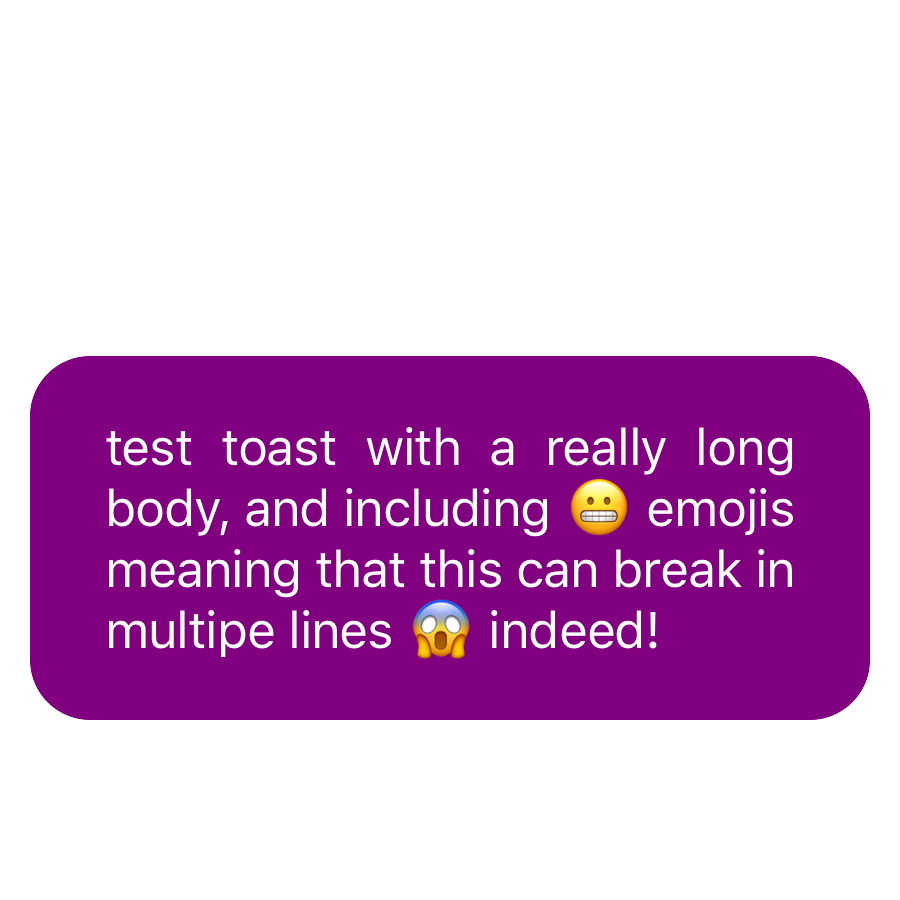 test toast with a really long
body, and including 😬 emojis
meaning that this can break in
multipe lines 😱 indeed!